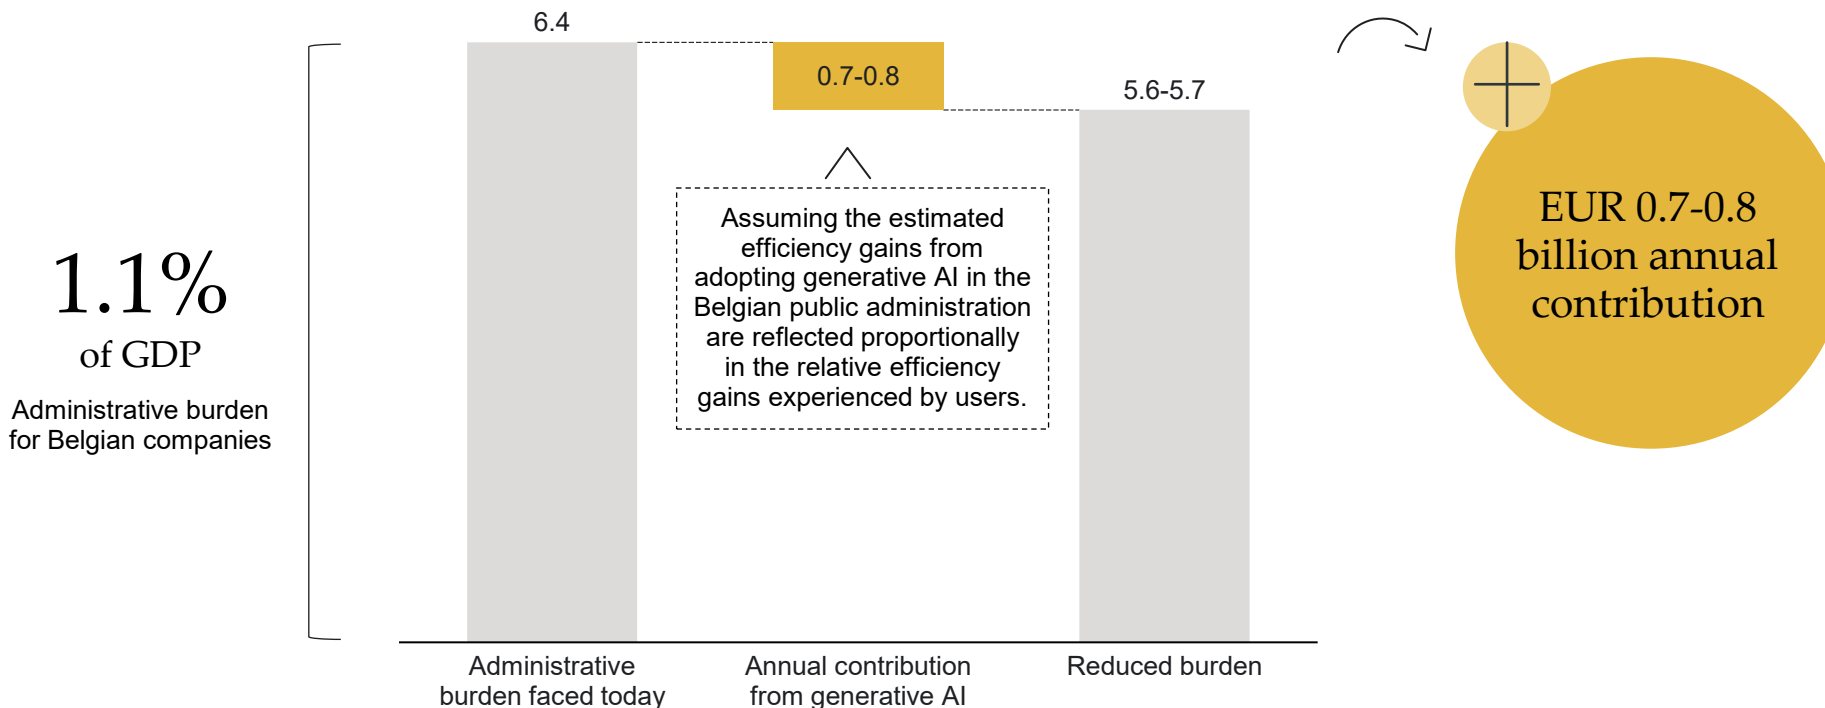 1.1%
of GDP
Administrative burden
for Belgian companies
6.4
0.7-0.8
5.6-5.7
Assuming the estimated
efficiency gains from
adopting generative AI in the
Belgian public administration
are reflected proportionally
in the relative efficiency
gains experienced by users.
Administrative
burden faced today
Annual contribution
from generative AI
Reduced burden
EUR 0.7-0.8
billion annual
contribution